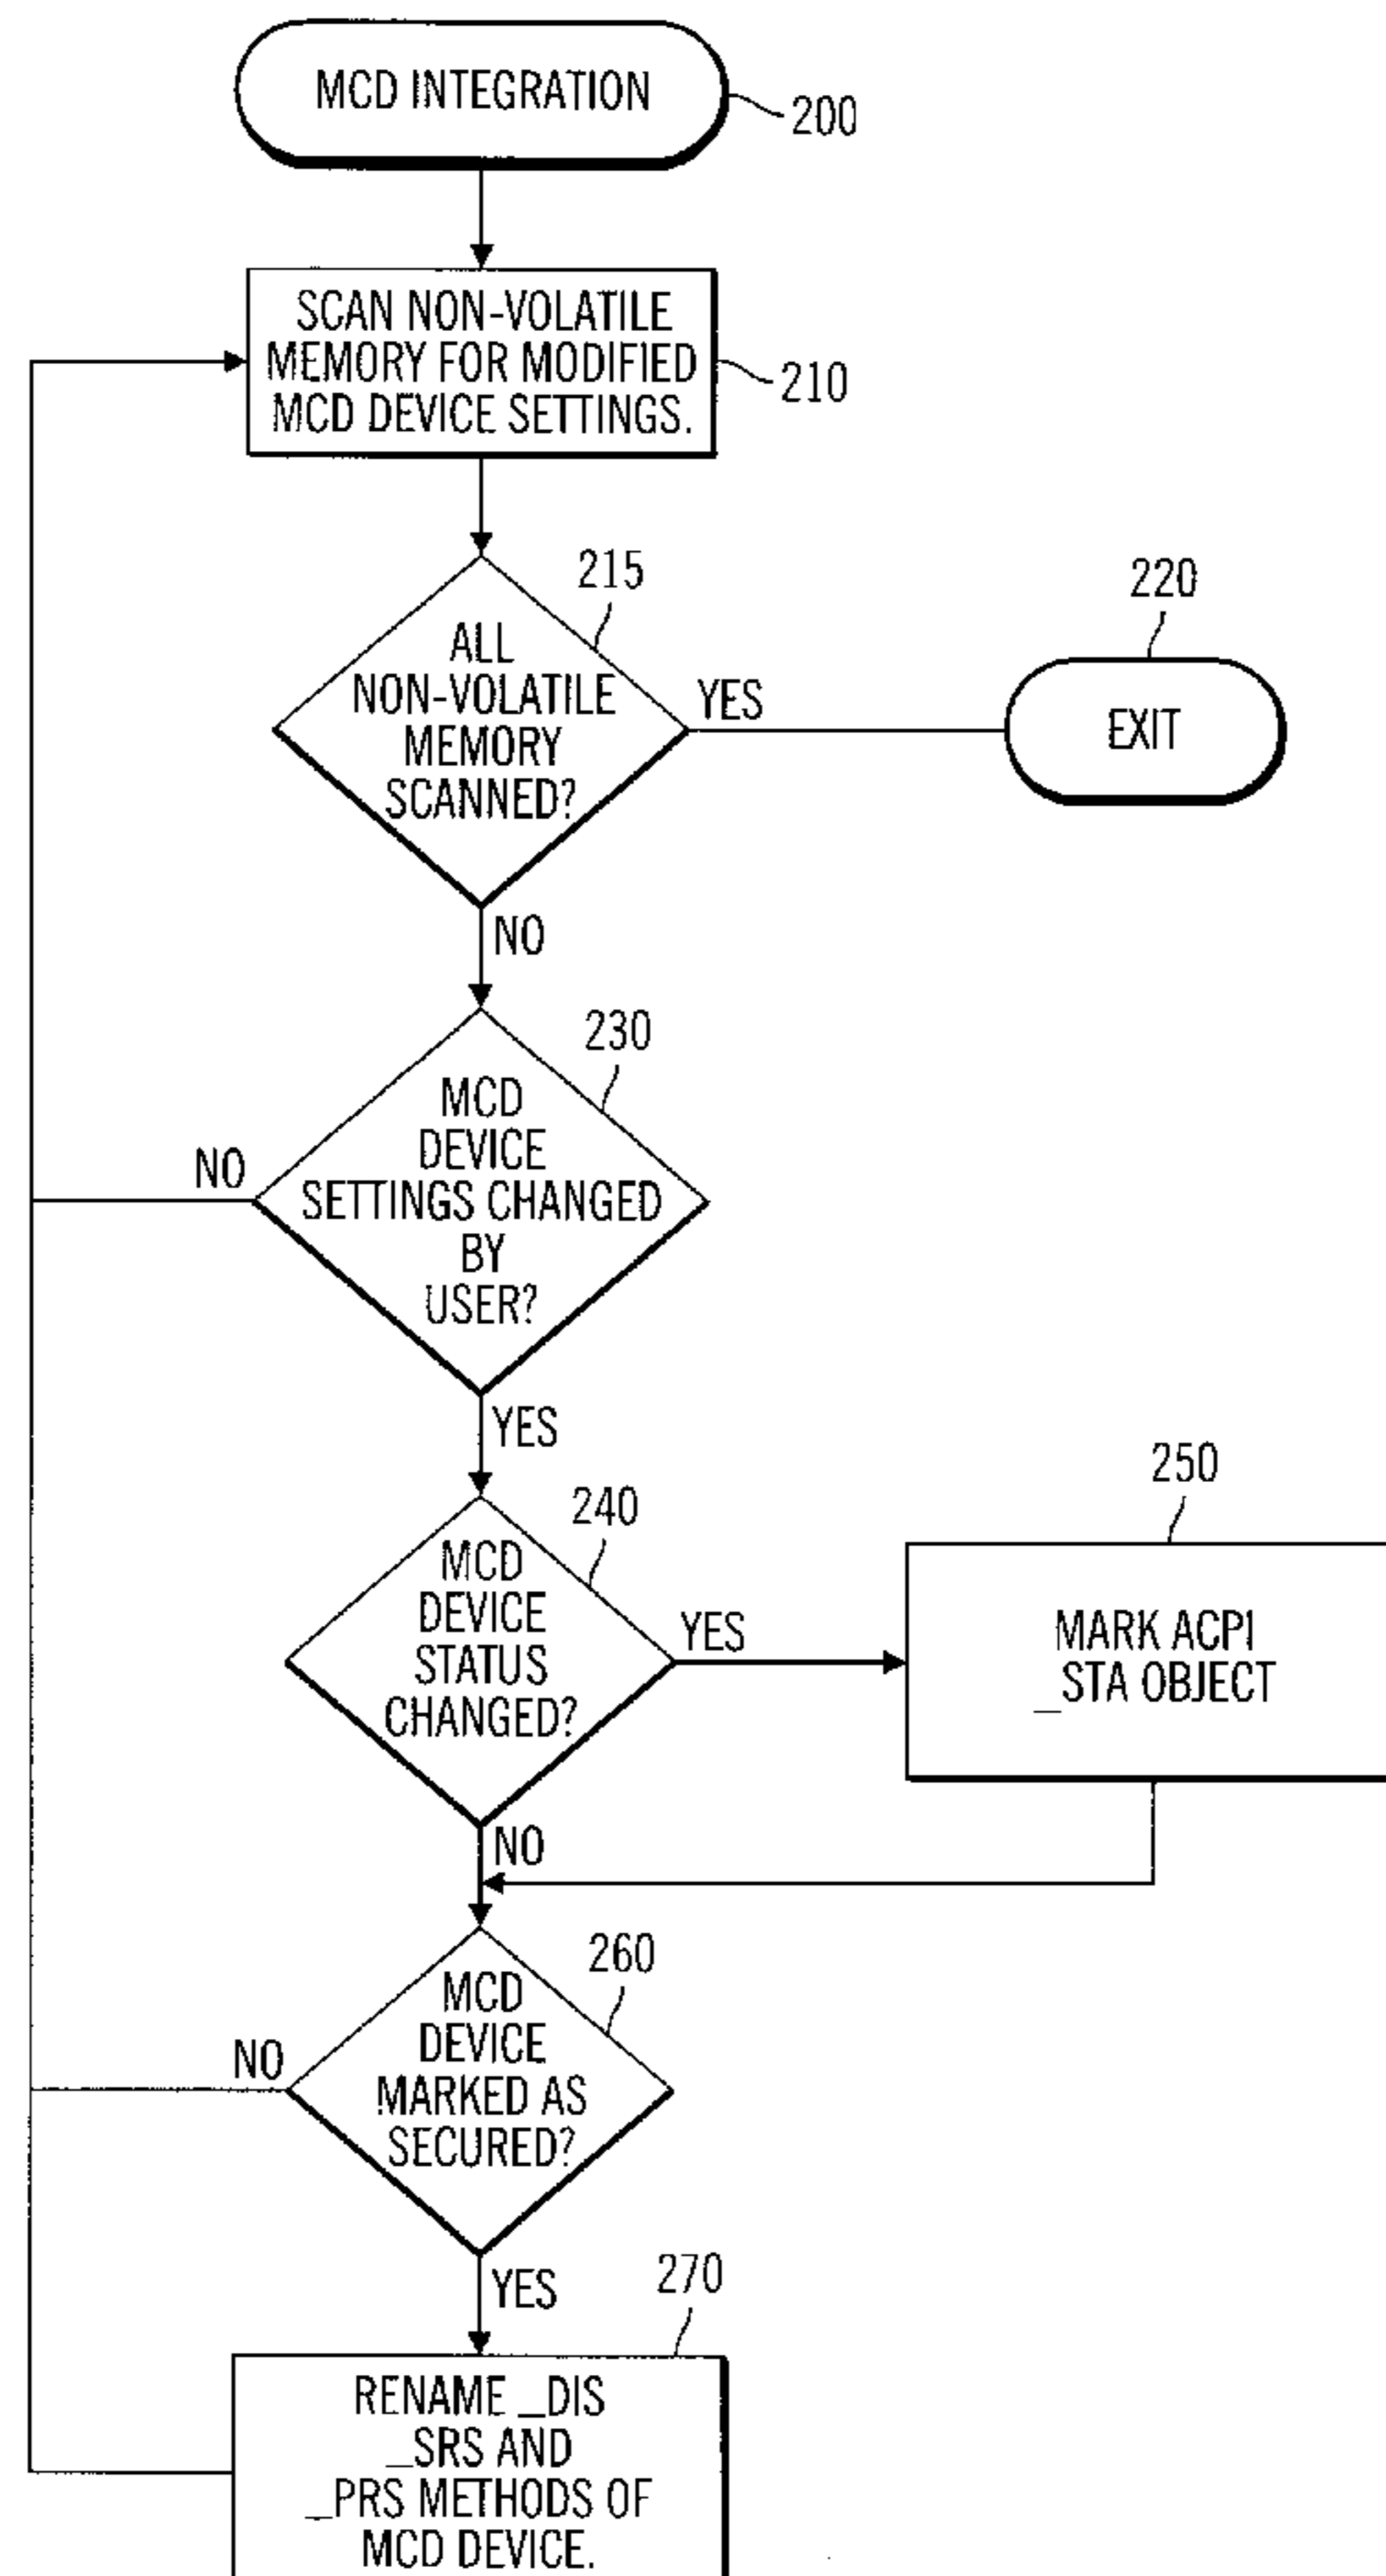 MCD INTEGRATION
200
SCAN NON-VOLATILE
MEMORY FOR MODIFIED
MCD DEVICE SETTINGS.
210
215
ALL
NON-VOLATILE
MEMORY
SCANNED?
YES
220
EXIT
NO
230
MCD
DEVICE
SETTINGS CHANGED
BY
USER?
NO
YES
240
MCD
DEVICE
STATUS
CHANGED?
YES
250
MARK ACPI
_STA OBJECT
NO
260
MCD
DEVICE
MARKED AS
SECURED?
NO
YES
270
RENAME _DIS
_SRS AND
_PRS METHODS OF
MCD DEVICE.